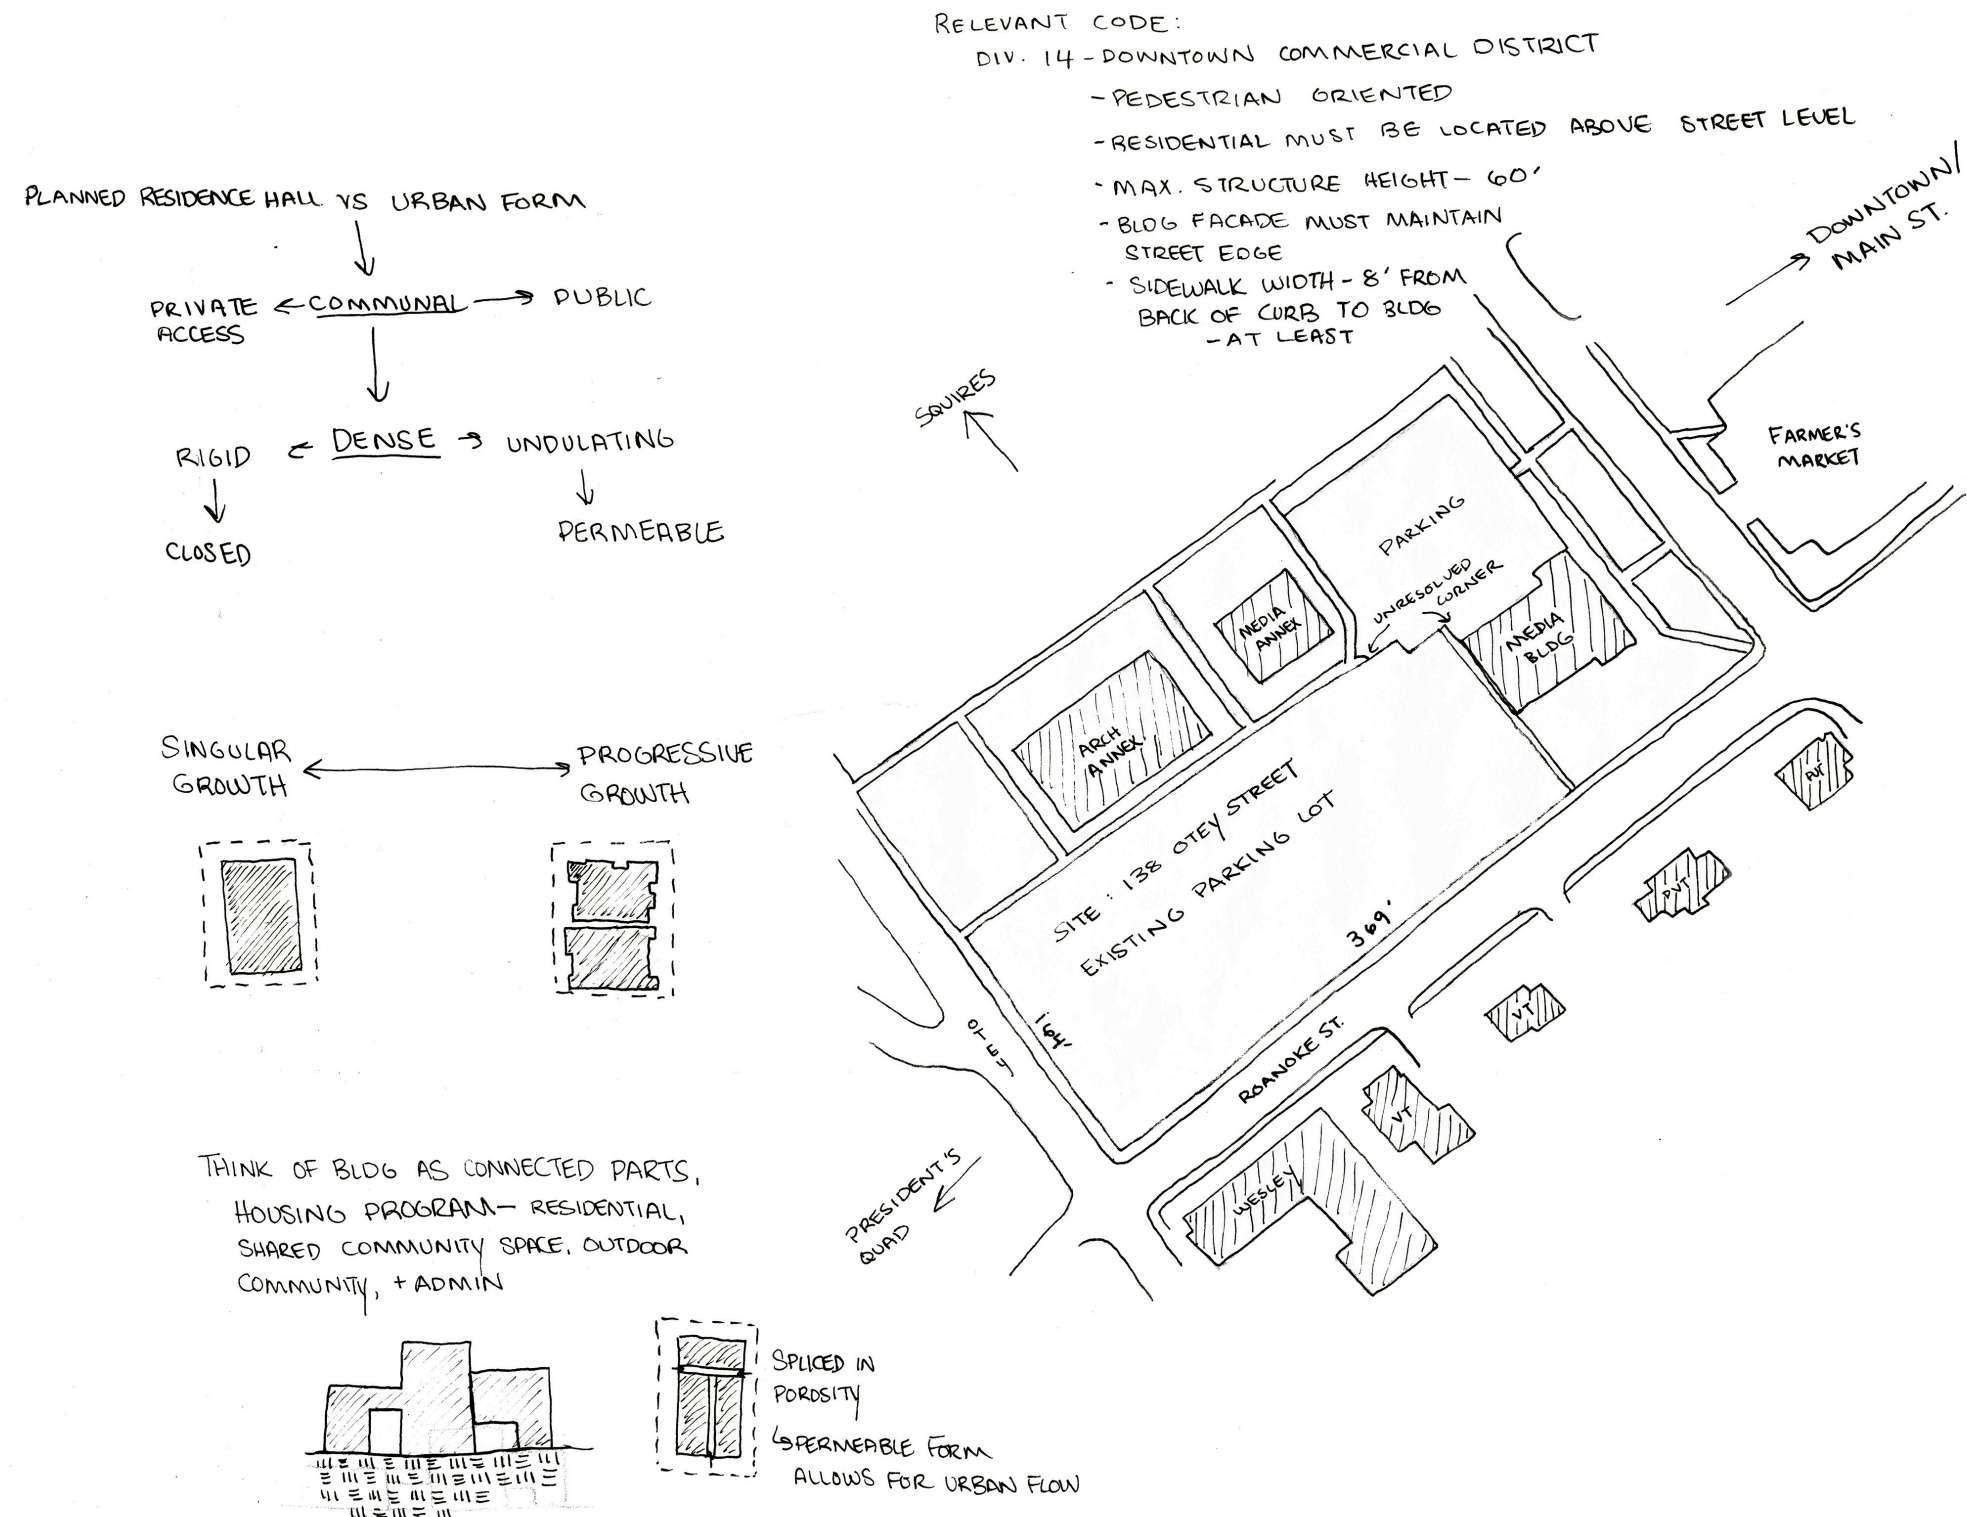 RELEVANT CODE:
DIV. 14 - DOWNTOWN COMMERCIAL DISTRICT
- PEDESTRIAN ORIENTED
- RESIDENTIAL MUST BE LOCATED ABOVE STREET LEVEL
- MAX. STRUCTURE HEIGHT - 60'
- BLDG FACADE MUST MAINTAIN
STREET EDGE
- SIDEWALK WIDTH - 8' FROM
BACK OF CURB TO BLDG
- AT LEAST
PLANNED RESIDENCE HALL VS URBAN FORM
PRIVATE
ACCESS
COMMUNAL
PUBLIC
RIGID
DENSE
UNDULATING
CLOSED
PERMEABLE
SINGULAR
GROWTH
PROGRESSIVE
GROWTH
THINK OF BLDG AS CONNECTED PARTS,
HOUSING PROGRAM - RESIDENTIAL,
SHARED COMMUNITY SPACE, OUTDOOR
COMMUNITY, + ADMIN
SPLICED IN
POROSITY
↳PERMEABLE FORM
ALLOWS FOR URBAN FLOW
DOWNTOWN/
MAIN ST.
SQUIRES
FARMER'S
MARKET
PARKING
UNRESOLVED
CORNER
MEDIA
ANNEX
MEDIA
BLDG
ARCH
ANNEX
SITE : 138 OTEY STREET
EXISTING PARKING LOT
369'
164'
OTEY
ROANOKE ST.
PVT
PVT
VT
VT
WESLEY
PRESIDENT'S
QUAD